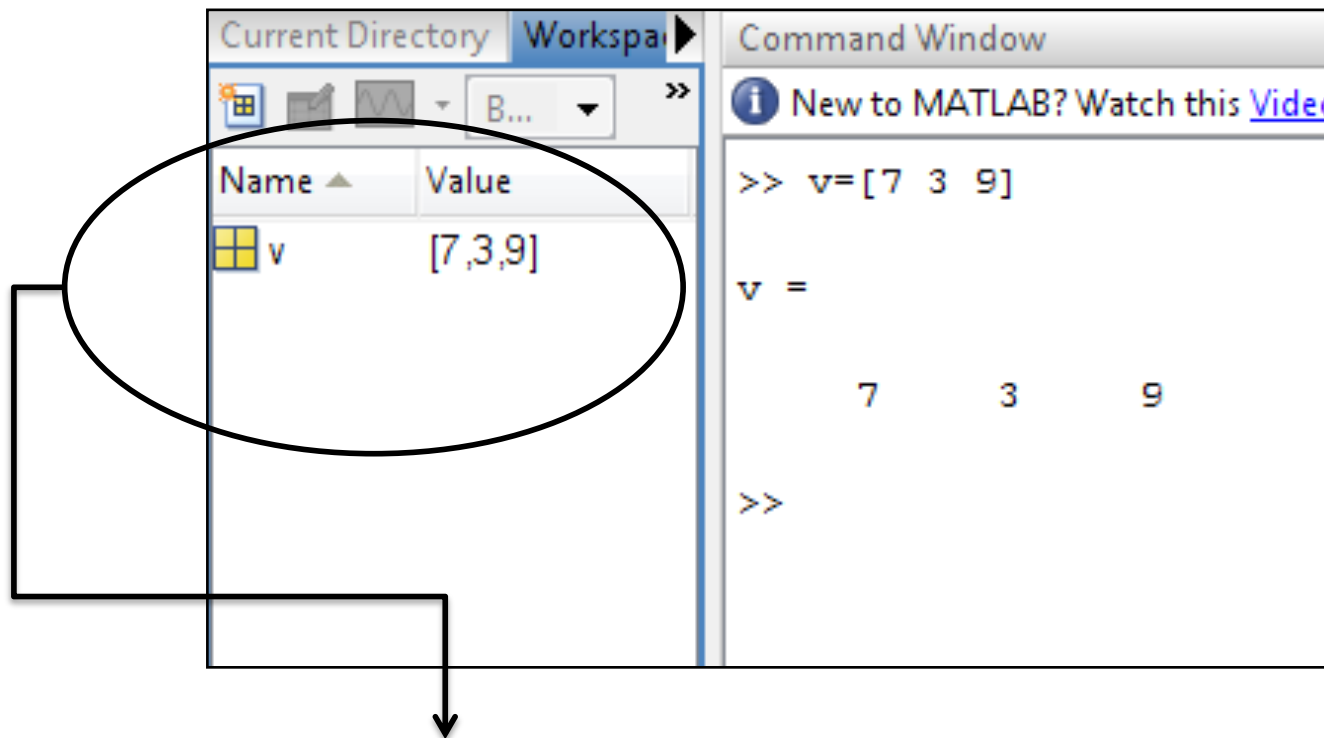 Current Directory Workspa
B... »
Name Value
v [7,3,9]
Command Window
New to MATLAB? Watch this Video
>> v=[7 3 9]
v =
7 3 9
>>